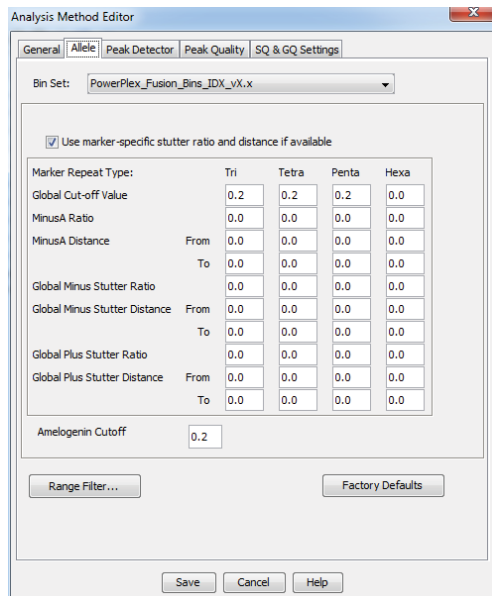 Analysis Method Editor
General Allele Peak Detector Peak Quality SQ & GQ Settings
Bin Set: PowerPlex_Fusion_Bins_IDX_vX.x
Use marker-specific stutter ratio and distance if available
Marker Repeat Type: Tri Tetra Penta Hexa
Global Cut-off Value 0.2 0.2 0.2 0.0
MinusA Ratio 0.0 0.0 0.0 0.0
MinusA Distance From 0.0 0.0 0.0 0.0
To 0.0 0.0 0.0 0.0
Global Minus Stutter Ratio 0.0 0.0 0.0 0.0
Global Minus Stutter Distance From 0.0 0.0 0.0 0.0
To 0.0 0.0 0.0 0.0
Global Plus Stutter Ratio 0.0 0.0 0.0 0.0
Global Plus Stutter Distance From 0.0 0.0 0.0 0.0
To 0.0 0.0 0.0 0.0
Amelogenin Cutoff 0.2
Range Filter... Factory Defaults
Save Cancel Help